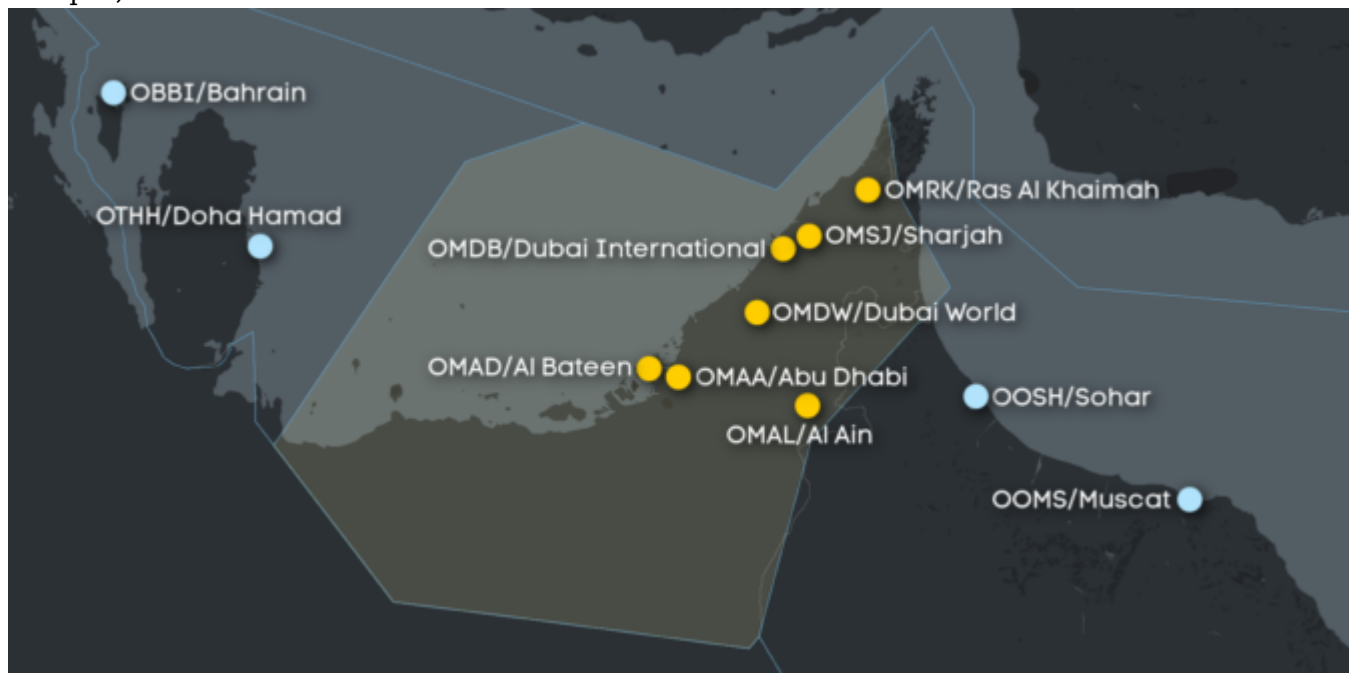 OBBI/Bahrain
OMRK/Ras Al Khaimah
OTHH/Doha Hamad
OMSJ/Sharjah
OMDB/Dubai International
OMDW/Dubai World
OMAD/Al Bateen
OMAA/Abu Dhabi
OOSH/Sohar
OMAL/Al Ain
OOMS/Muscat